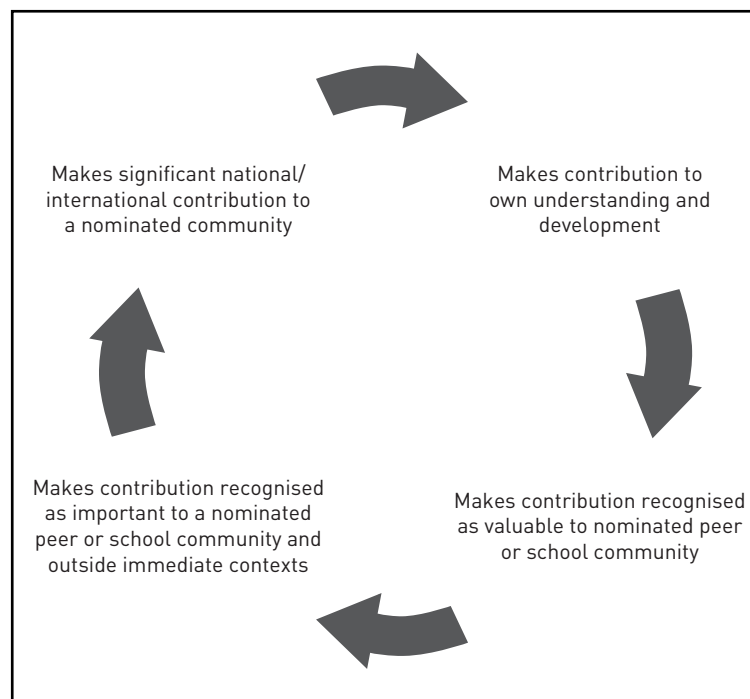 Makes significant national/
international contribution to
a nominated community
Makes contribution to
own understanding and
development
Makes contribution recognised
as important to a nominated
peer or school community and
outside immediate contexts
Makes contribution recognised
as valuable to nominated peer
or school community